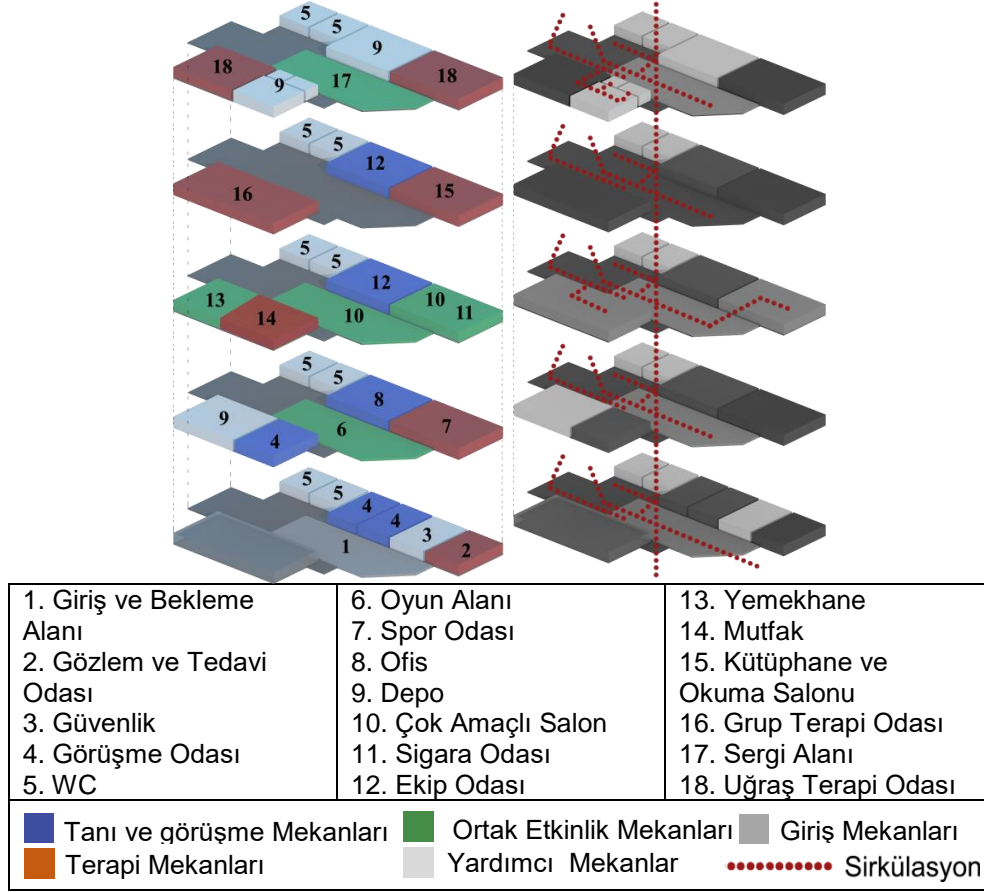 5
5
9
18
18
17
9
5
5
12
15
16
5
5
12
10
11
13
14
10
5
5
8
7
9
4
6
5
5
4
4
3
2
1
1. Giriş ve Bekleme
Alanı
2. Gözlem ve Tedavi
Odası
3. Güvenlik
4. Görüşme Odası
5. WC
6. Oyun Alanı
7. Spor Odası
8. Ofis
9. Depo
10. Çok Amaçlı Salon
11. Sigara Odası
12. Ekip Odası
13. Yemekhane
14. Mutfak
15. Kütüphane ve
Okuma Salonu
16. Grup Terapi Odası
17. Sergi Alanı
18. Uğraş Terapi Odası
Tanı ve görüşme Mekanları
Ortak Etkinlik Mekanları
Giriş Mekanları
Terapi Mekanları
Yardımcı Mekanlar
Sirkülasyon